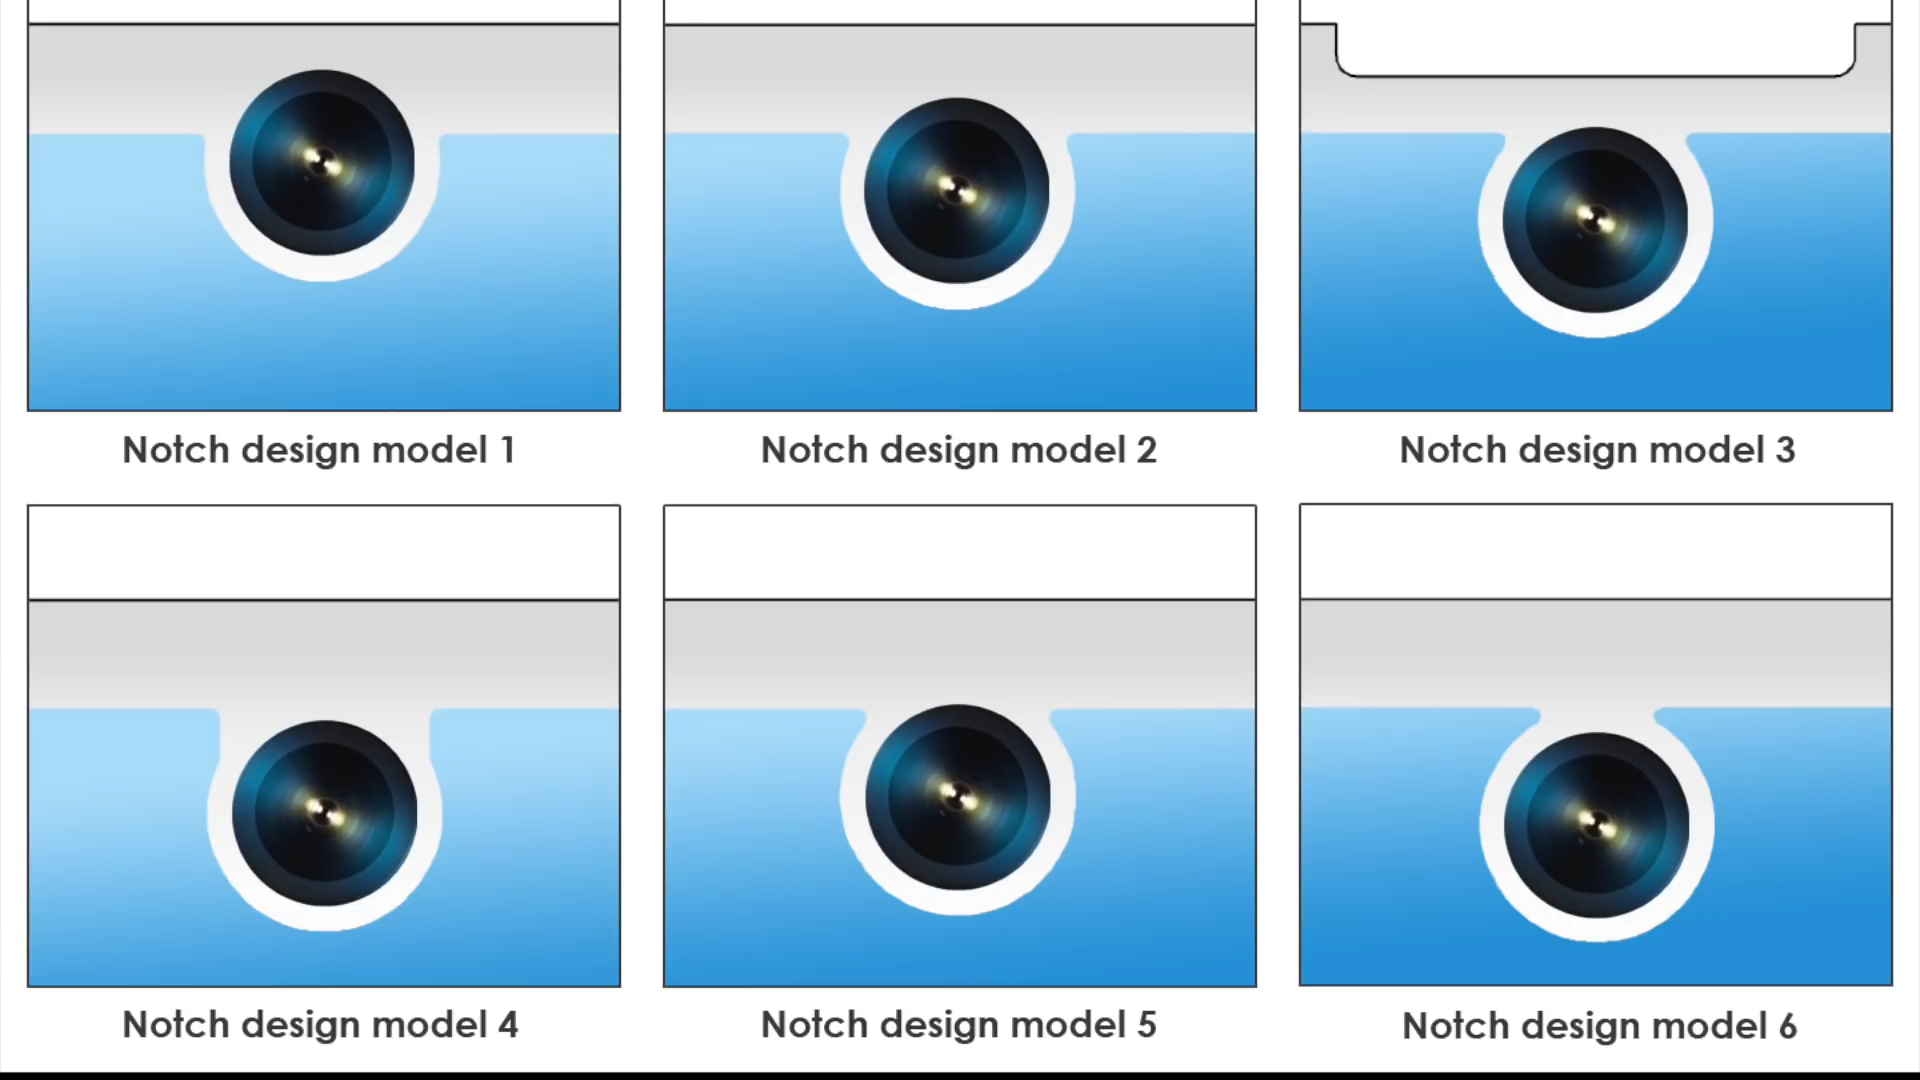 Notch design model 1
Notch design model 2
Notch design model 3
Notch design model 4
Notch design model 5
Notch design model 6